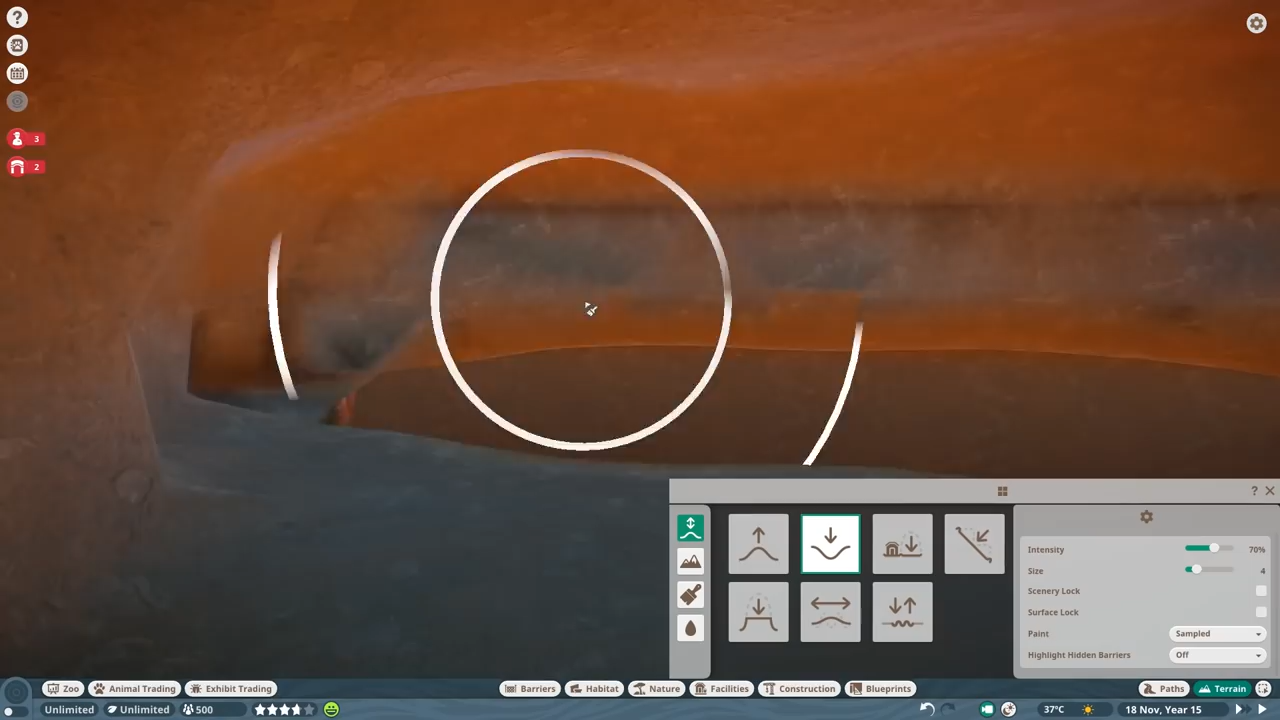 ?
3
2
?
Intensity 70%
Size 4
Scenery Lock
Surface Lock
Paint Sampled
Highlight Hidden Barriers Off
Zoo Animal Trading Exhibit Trading Barriers Habitat Nature Facilities Construction Blueprints Paths Terrain
Unlimited Unlimited 500 37°C 18 Nov, Year 15